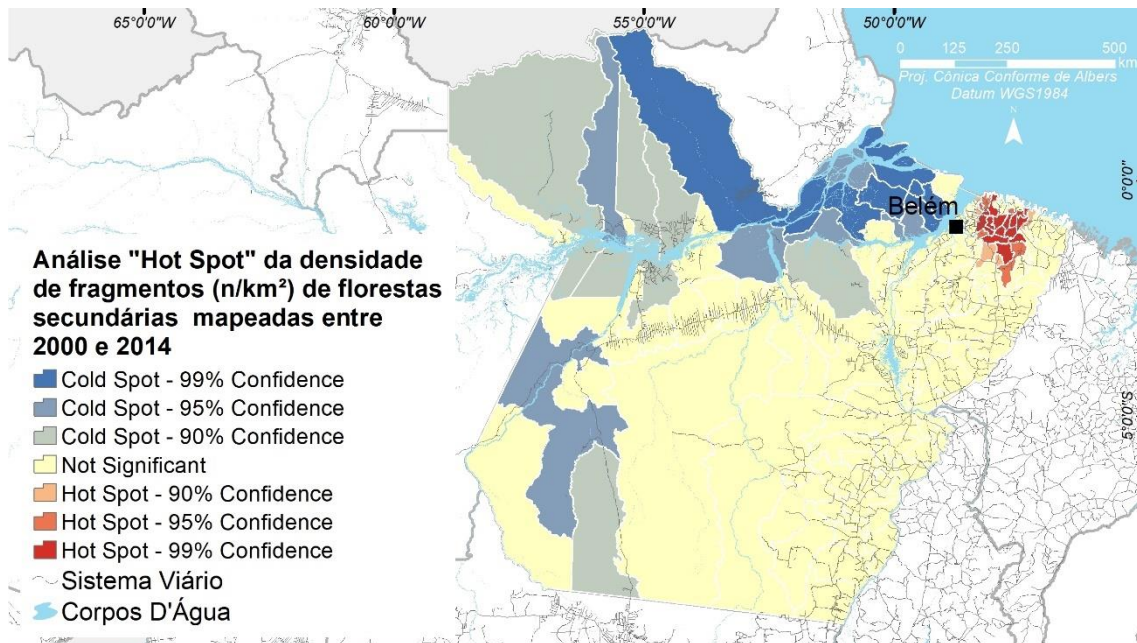 65°0'0"W
60°0'0"W
55°0'0"W
50°0'0"W
0 125 250 500
km
Proj. Cônica Conforme de Albers
Datum WGS1984
N
0°0'0"
Belém
5°0'0"S
Análise "Hot Spot" da densidade
de fragmentos (n/km²) de florestas
secundárias mapeadas entre
2000 e 2014
Cold Spot - 99% Confidence
Cold Spot - 95% Confidence
Cold Spot - 90% Confidence
Not Significant
Hot Spot - 90% Confidence
Hot Spot - 95% Confidence
Hot Spot - 99% Confidence
Sistema Viário
Corpos D'Água